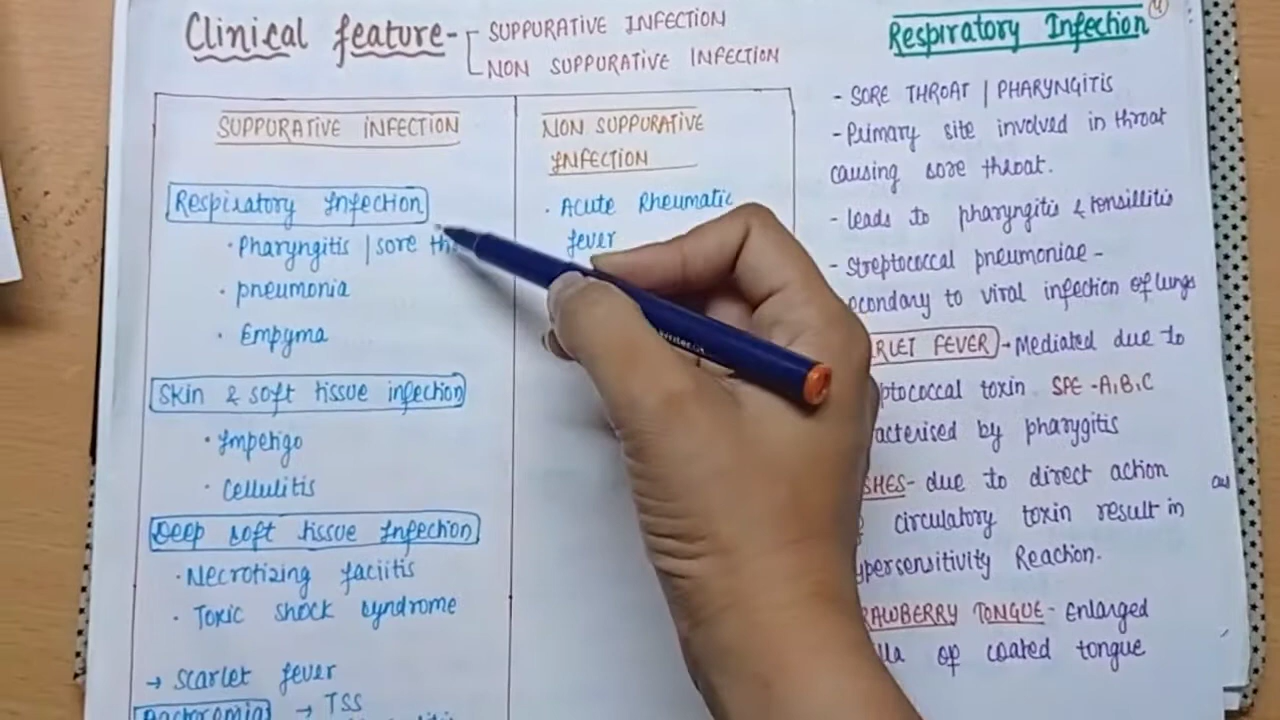 Clinical feature- SUPPURATIVE INFECTION
NON SUPPURATIVE INFECTION
SUPPURATIVE INFECTION
Respiratory Infection
· Pharyngitis | sore
· pneumonia
· Empyma
Skin & soft tissue infection
· Impetigo
· cellulitis
Deep soft tissue Infection
· Necrotizing faciitis
· Toxic shock syndrome
→ scarlet fever
Bacteremia → TSS
NON SUPPURATIVE
INFECTION
· Acute Rheumatic
fever
Respiratory Infection
- SORE THROAT | PHARYNGITIS
- Primary site involved in throat
causing sore throat.
- leads to pharyngitis & tonsillitis
- Streptococcal pneumoniae -
secondary to viral infection of lungs
FEVER → Mediated due to
toxin SPE -A,B,C
by pharygitis
- due to direct action
circulatory toxin result in
Reaction.
TONGUE - Enlarged
of coated tongue